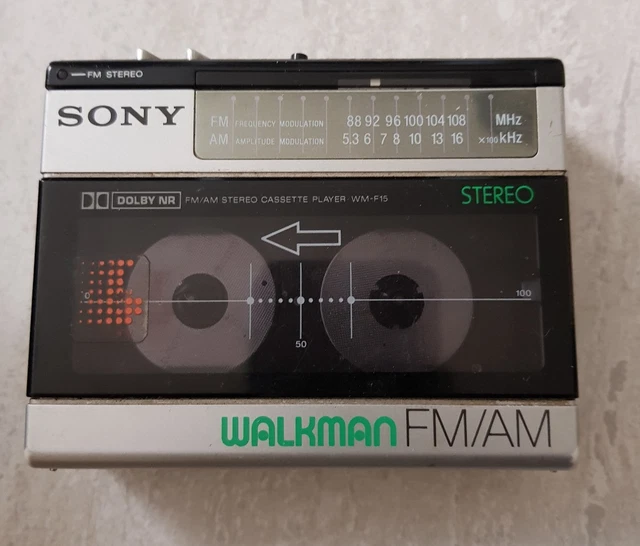 FM STEREO
SONY
FM FREQUENCY MODULATION 88 92 96 100 104 108 MHz
AM AMPLITUDE MODULATION 5.3 6 7 8 10 13 16 ×100 kHz
DOLBY NR FM/AM STEREO CASSETTE PLAYER WM-F15 STEREO
0 100
50
WALKMAN FM/AM